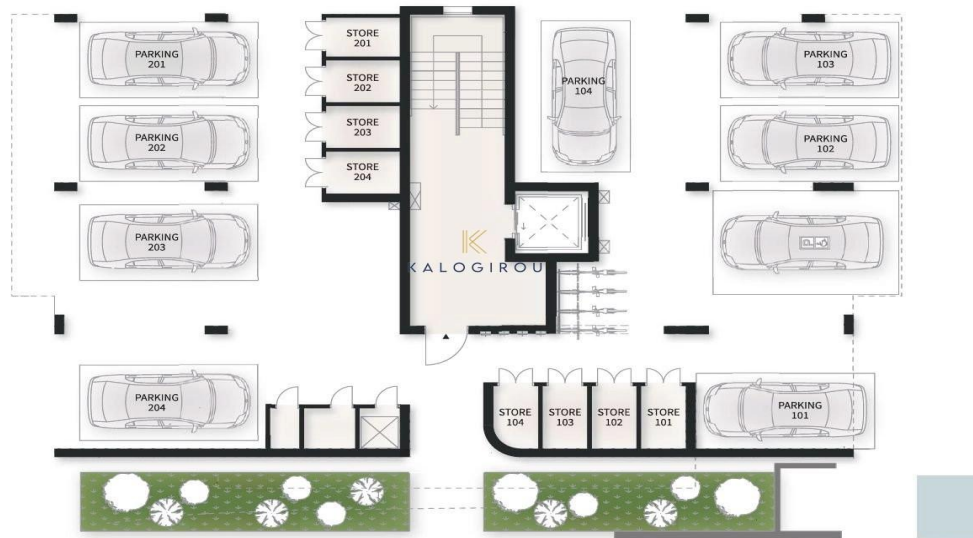 PARKING
201
STORE
201
PARKING
104
PARKING
103
STORE
202
PARKING
202
STORE
203
PARKING
102
STORE
204
PARKING
203
P
KALOGIROU
PARKING
204
STORE
104
STORE
103
STORE
102
STORE
101
PARKING
101